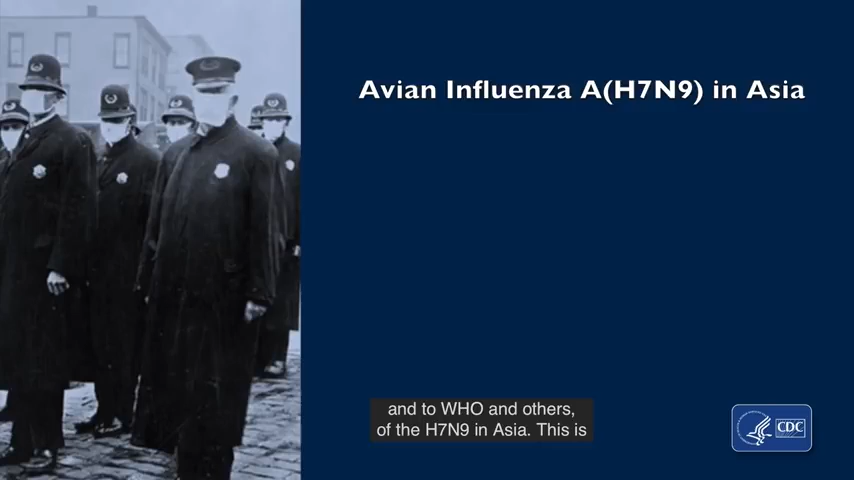 Avian Influenza A(H7N9) in Asia
and to WHO and others,
of the H7N9 in Asia. This is
CDC